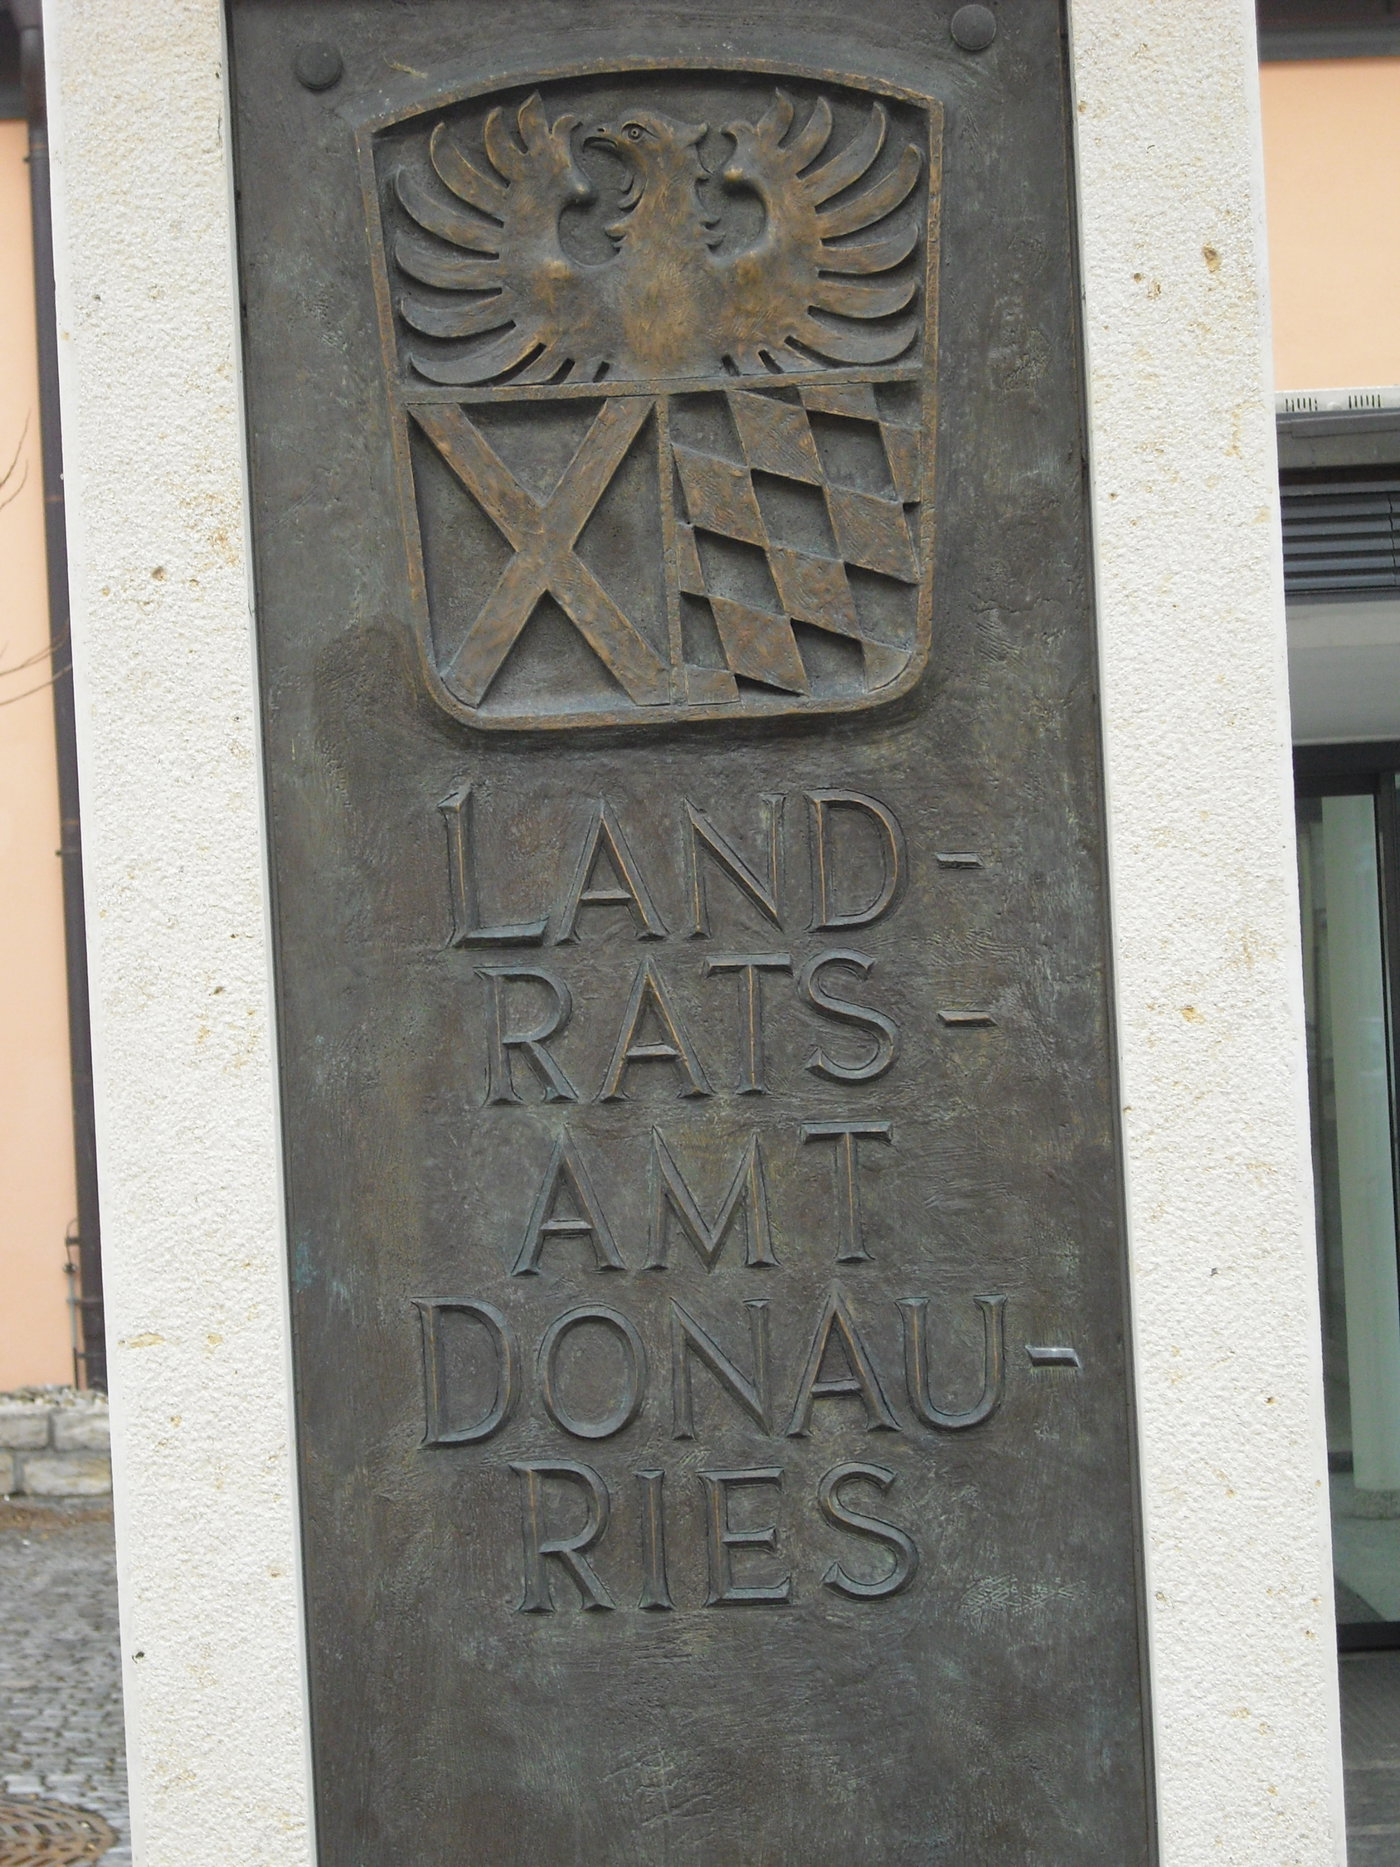 LAND-
RATS-
AMT
DONAU-
RIES